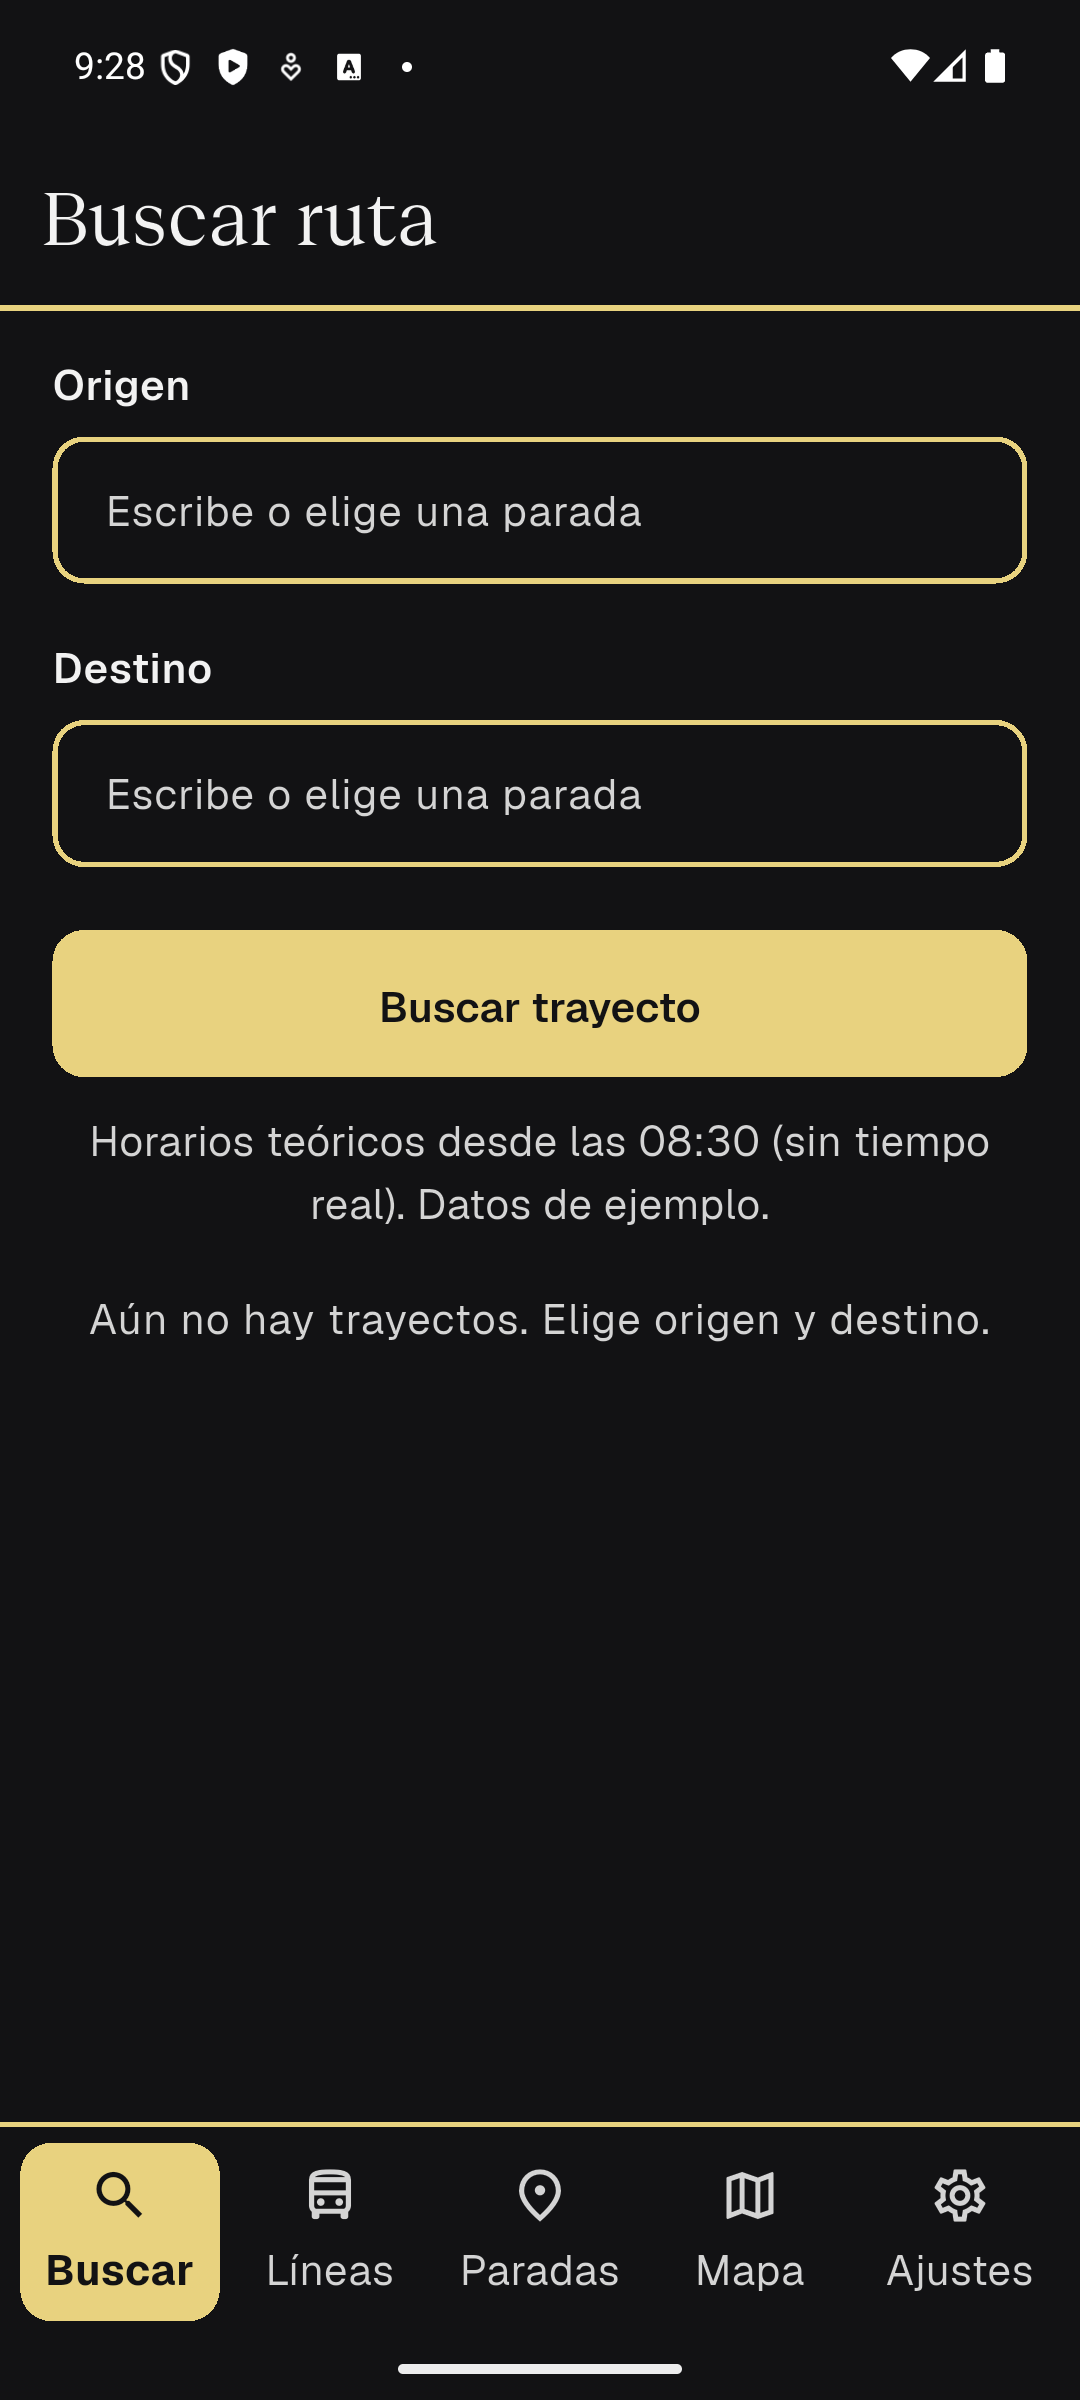 9:28
Buscar ruta
Origen
Escribe o elige una parada
Destino
Escribe o elige una parada
Buscar trayecto
Horarios teóricos desde las 08:30 (sin tiempo
real). Datos de ejemplo.
Aún no hay trayectos. Elige origen y destino.
Buscar
Líneas
Paradas
Mapa
Ajustes